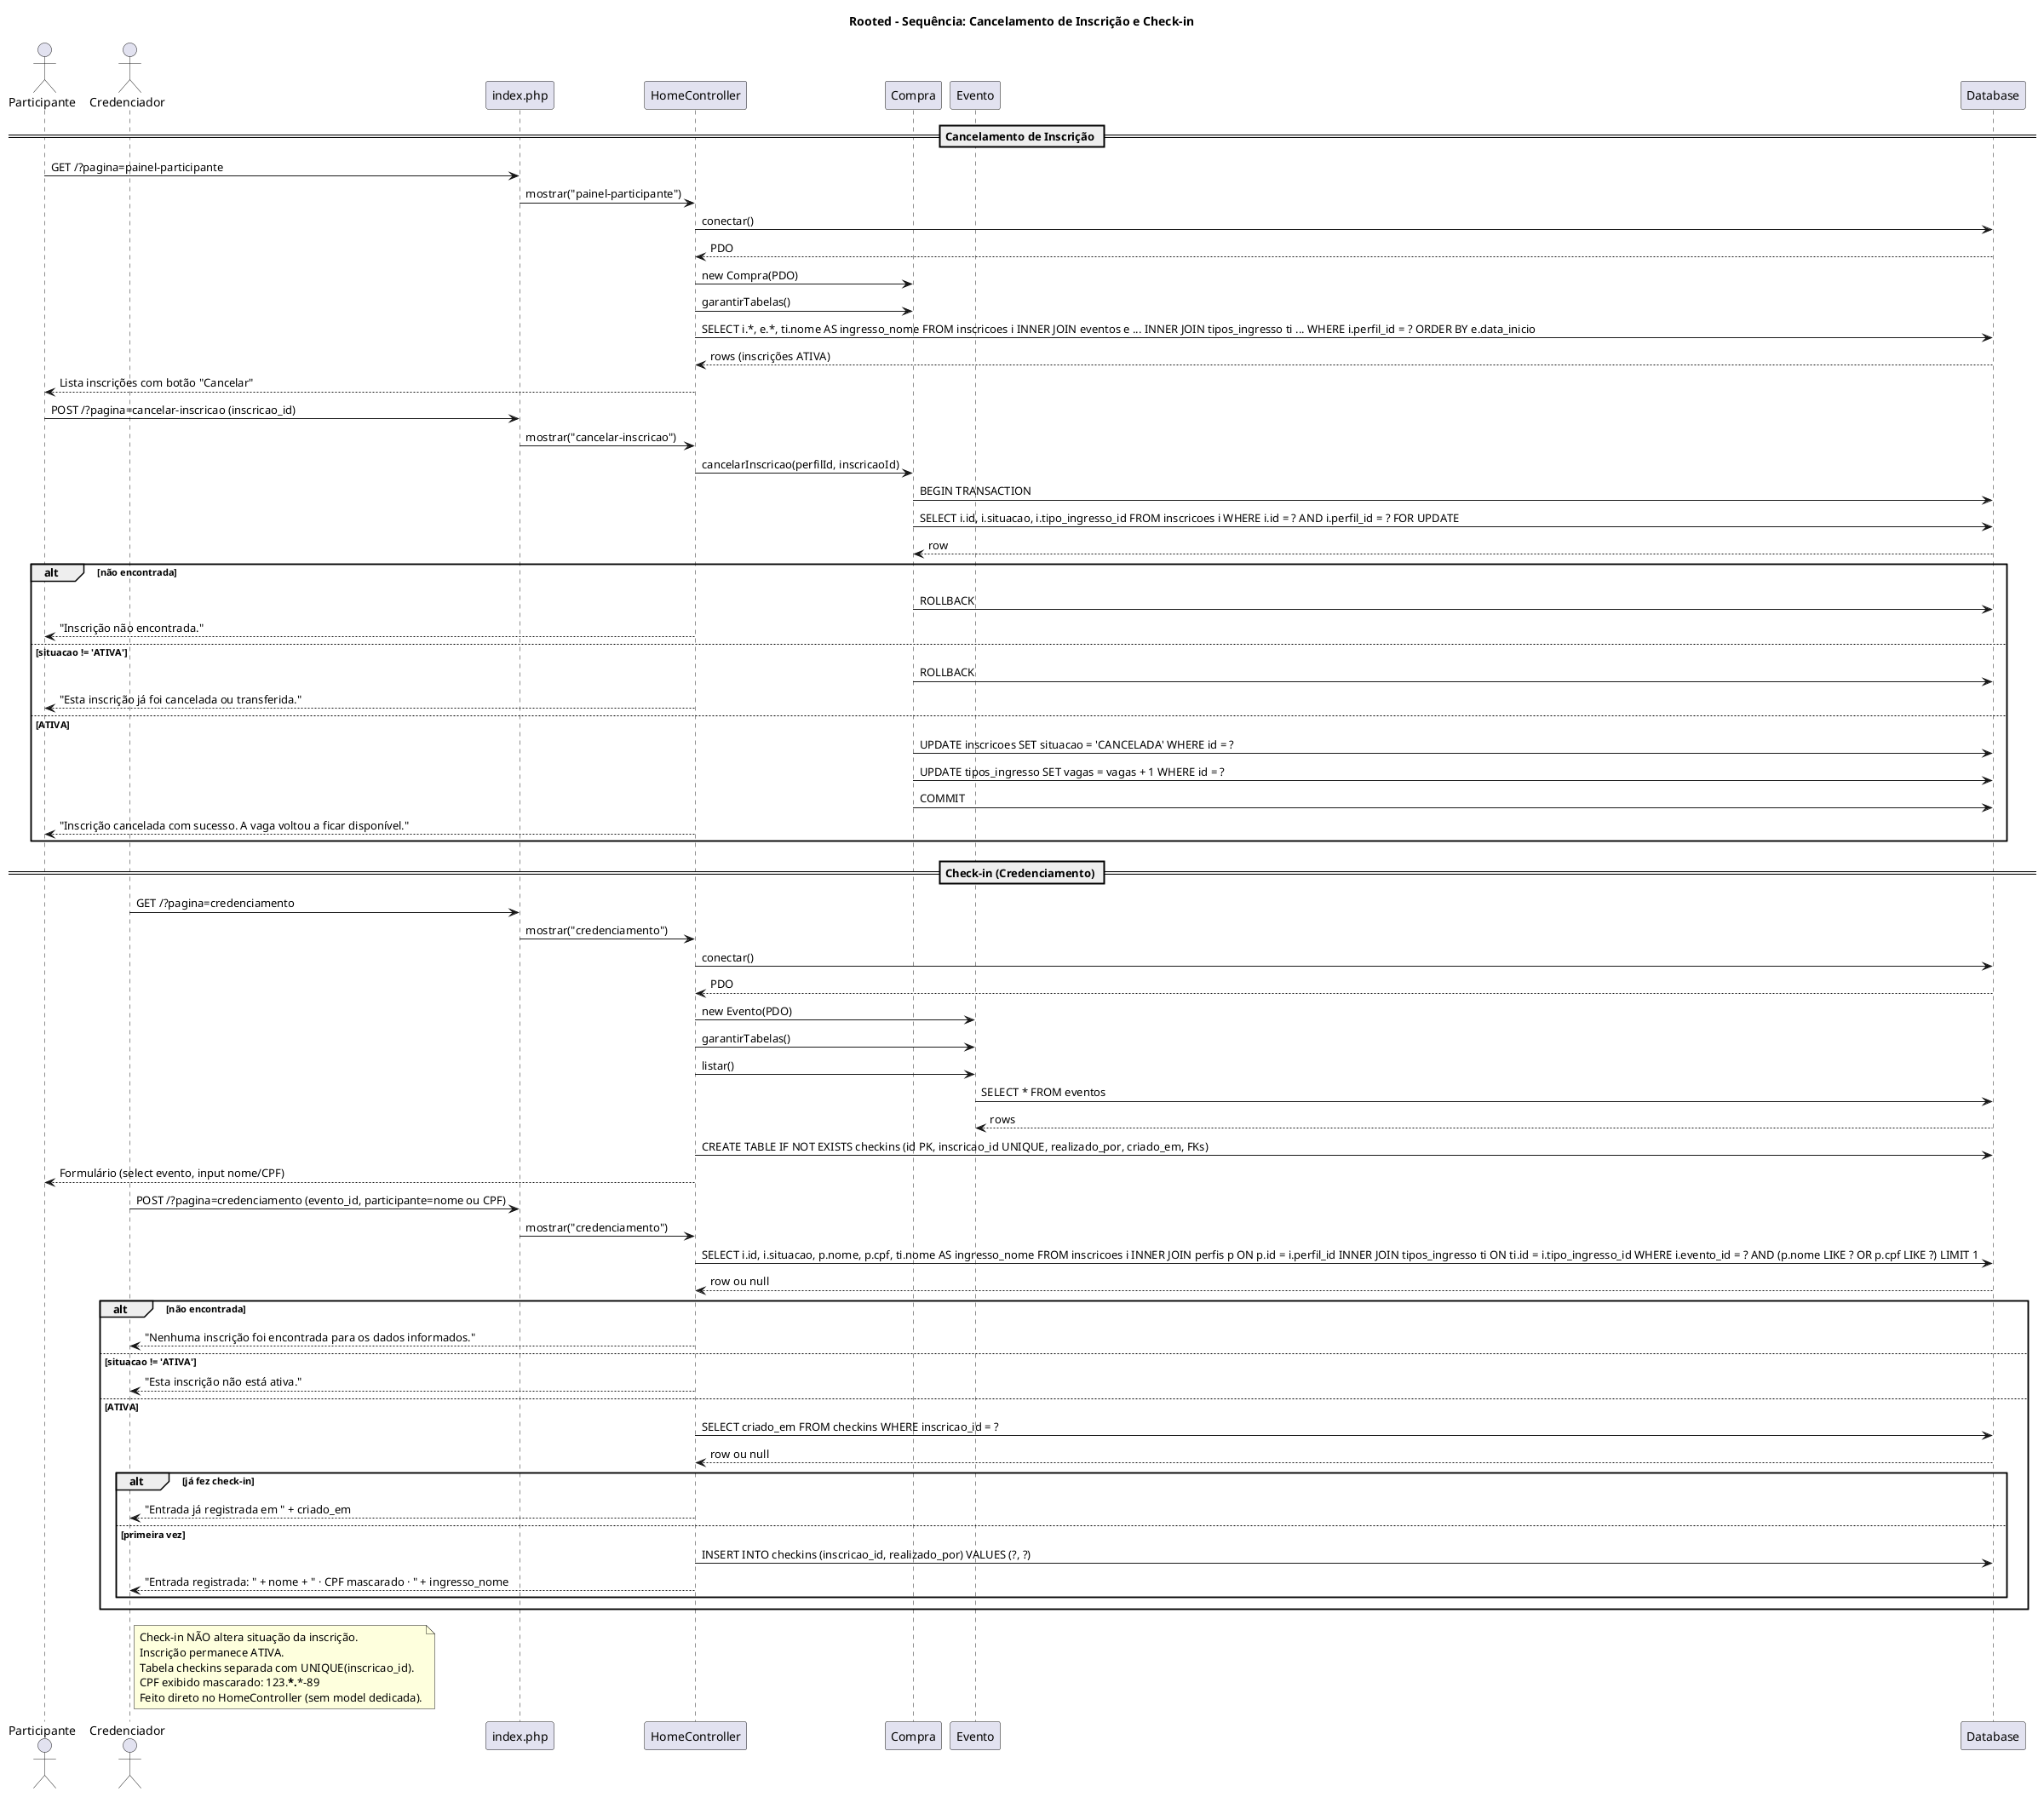 Rooted - Sequência: Cancelamento de Inscrição e Check-in
Participante
Credenciador
index.php
HomeController
Compra
Evento
Database
Cancelamento de Inscrição
GET /?pagina=painel-participante
mostrar("painel-participante")
conectar()
PDO
new Compra(PDO)
garantirTabelas()
SELECT i.*, e.*, ti.nome AS ingresso_nome FROM inscricoes i INNER JOIN eventos e ... INNER JOIN tipos_ingresso ti ... WHERE i.perfil_id = ? ORDER BY e.data_inicio
rows (inscrições ATIVA)
Lista inscrições com botão "Cancelar"
POST /?pagina=cancelar-inscricao (inscricao_id)
mostrar("cancelar-inscricao")
cancelarInscricao(perfilId, inscricaoId)
BEGIN TRANSACTION
SELECT i.id, i.situacao, i.tipo_ingresso_id FROM inscricoes i WHERE i.id = ? AND i.perfil_id = ? FOR UPDATE
row
alt [não encontrada]
ROLLBACK
"Inscrição não encontrada."
[situacao != 'ATIVA']
ROLLBACK
"Esta inscrição já foi cancelada ou transferida."
[ATIVA]
UPDATE inscricoes SET situacao = 'CANCELADA' WHERE id = ?
UPDATE tipos_ingresso SET vagas = vagas + 1 WHERE id = ?
COMMIT
"Inscrição cancelada com sucesso. A vaga voltou a ficar disponível."
Check-in (Credenciamento)
GET /?pagina=credenciamento
mostrar("credenciamento")
conectar()
PDO
new Evento(PDO)
garantirTabelas()
listar()
SELECT * FROM eventos
rows
CREATE TABLE IF NOT EXISTS checkins (id PK, inscricao_id UNIQUE, realizado_por, criado_em, FKs)
Formulário (select evento, input nome/CPF)
POST /?pagina=credenciamento (evento_id, participante=nome ou CPF)
mostrar("credenciamento")
SELECT i.id, i.situacao, p.nome, p.cpf, ti.nome AS ingresso_nome FROM inscricoes i INNER JOIN perfis p ON p.id = i.perfil_id INNER JOIN tipos_ingresso ti ON ti.id = i.tipo_ingresso_id WHERE i.evento_id = ? AND (p.nome LIKE ? OR p.cpf LIKE ?) LIMIT 1
row ou null
alt [não encontrada]
"Nenhuma inscrição foi encontrada para os dados informados."
[situacao != 'ATIVA']
"Esta inscrição não está ativa."
[ATIVA]
SELECT criado_em FROM checkins WHERE inscricao_id = ?
row ou null
alt [já fez check-in]
"Entrada já registrada em " + criado_em
[primeira vez]
INSERT INTO checkins (inscricao_id, realizado_por) VALUES (?, ?)
"Entrada registrada: " + nome + " · CPF mascarado · " + ingresso_nome
Check-in NÃO altera situação da inscrição.
Inscrição permanece ATIVA.
Tabela checkins separada com UNIQUE(inscricao_id).
CPF exibido mascarado: 123.*.*-89
Feito direto no HomeController (sem model dedicada).
Participante
Credenciador
index.php
HomeController
Compra
Evento
Database